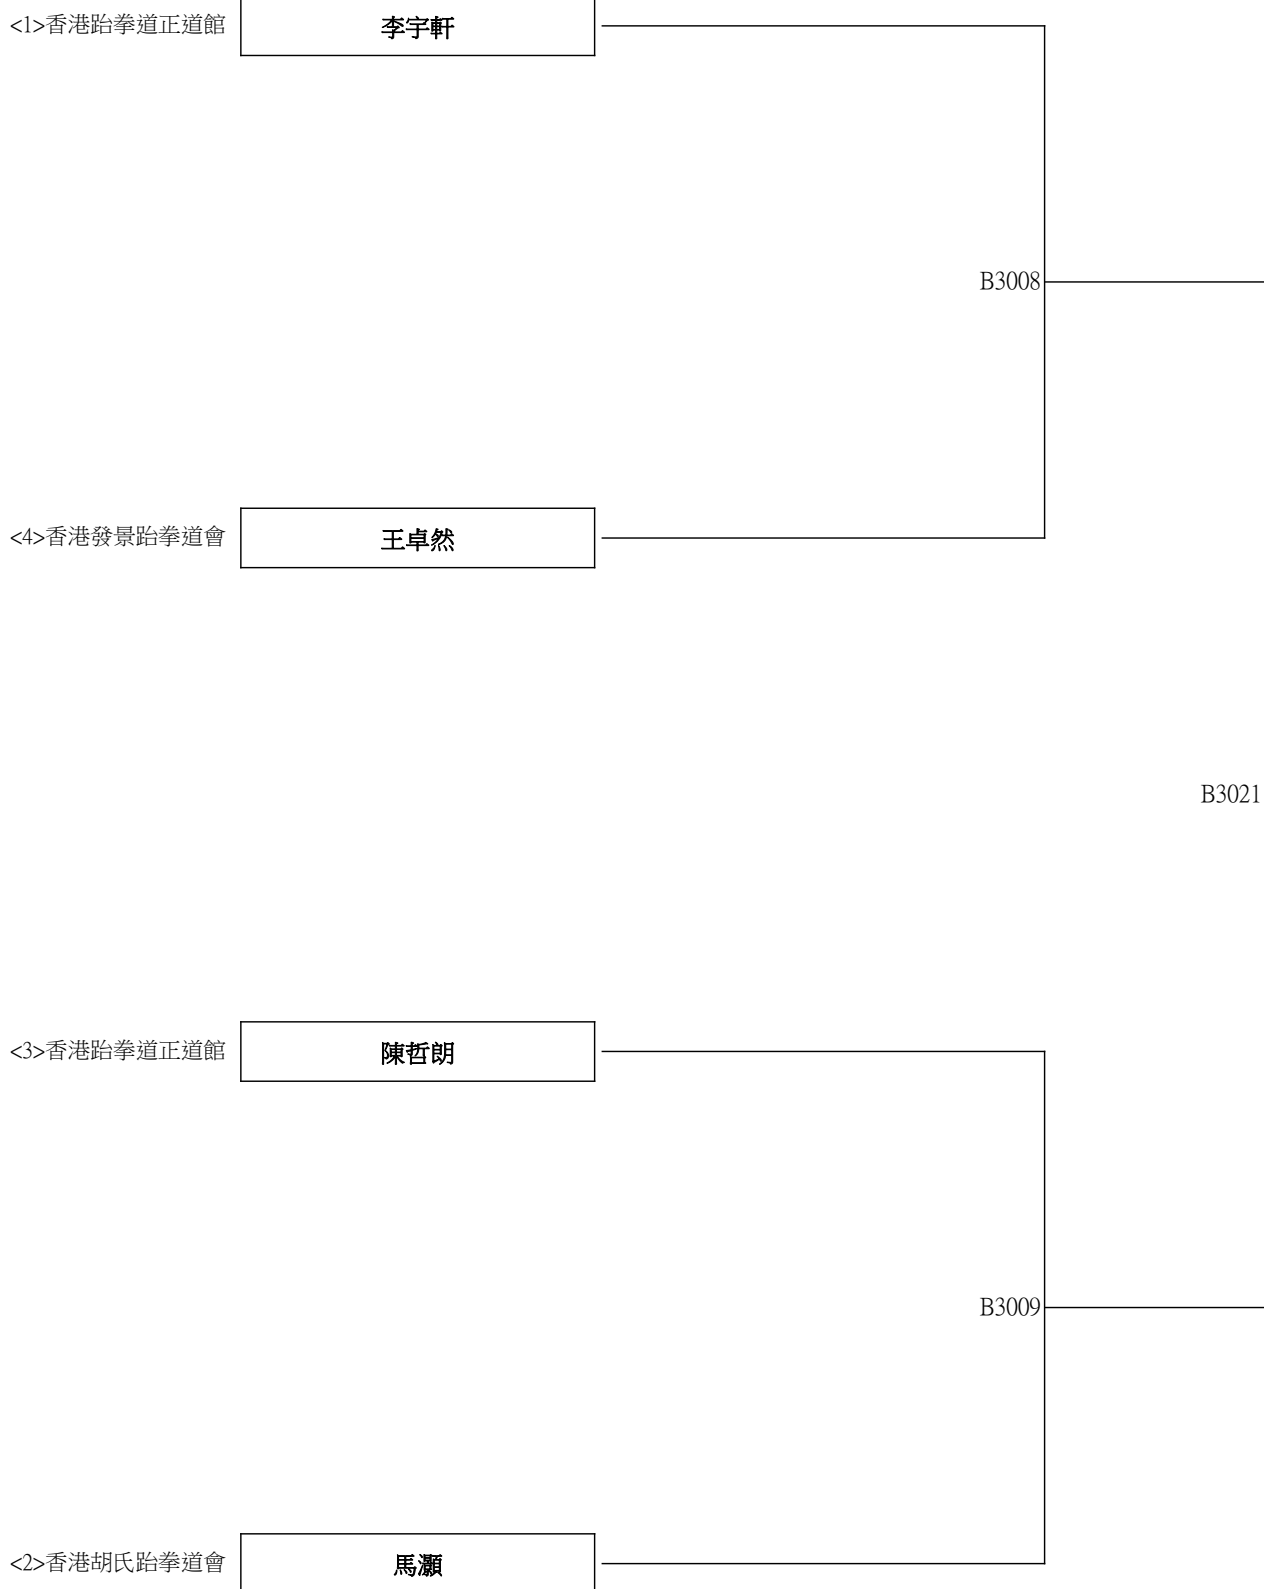 <1>香港跆拳道正道館 李宇軒
B3008
<4>香港發景跆拳道會 王卓然
B3021
<3>香港跆拳道正道館 陳哲朗
B3009
<2>香港胡氏跆拳道會 馬灝